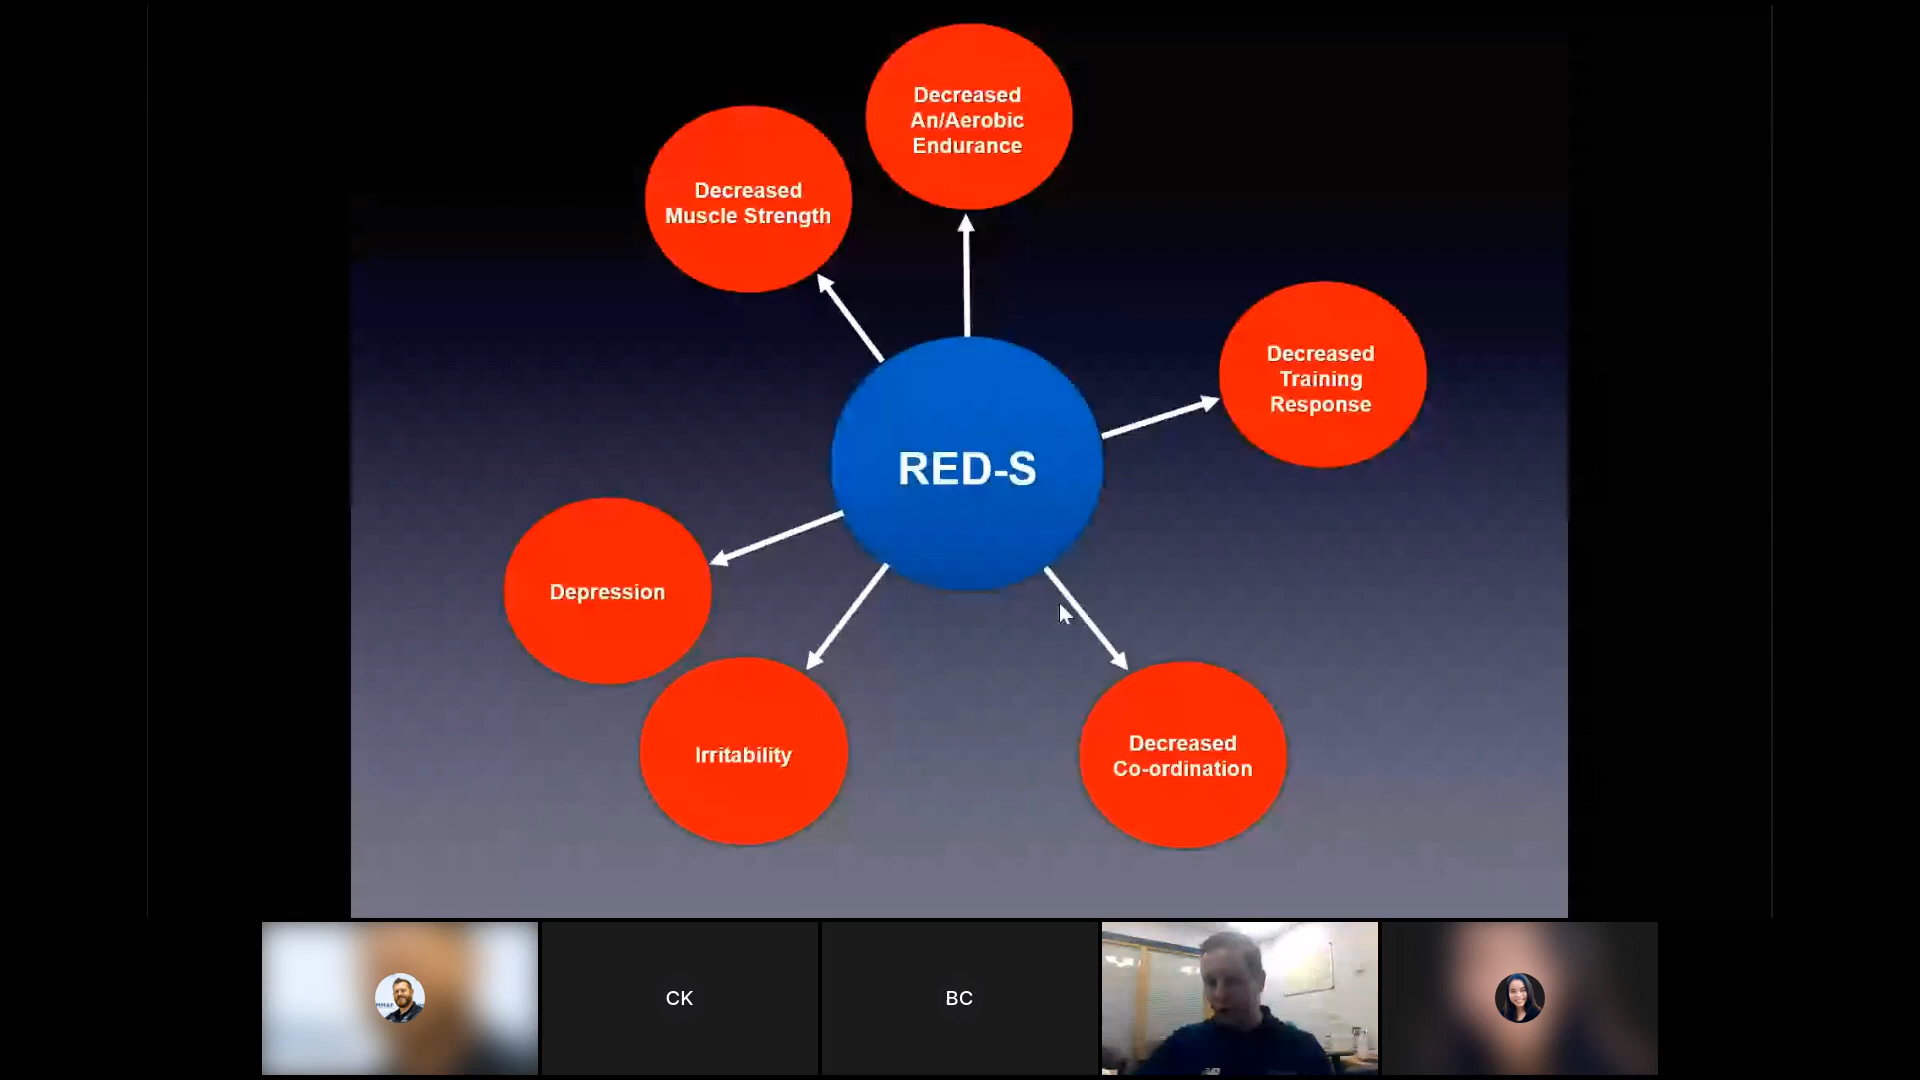 Decreased
An/Aerobic
Endurance
Decreased
Muscle Strength
Decreased
Training
Response
RED-S
Depression
Irritability
Decreased
Co-ordination
CK
BC